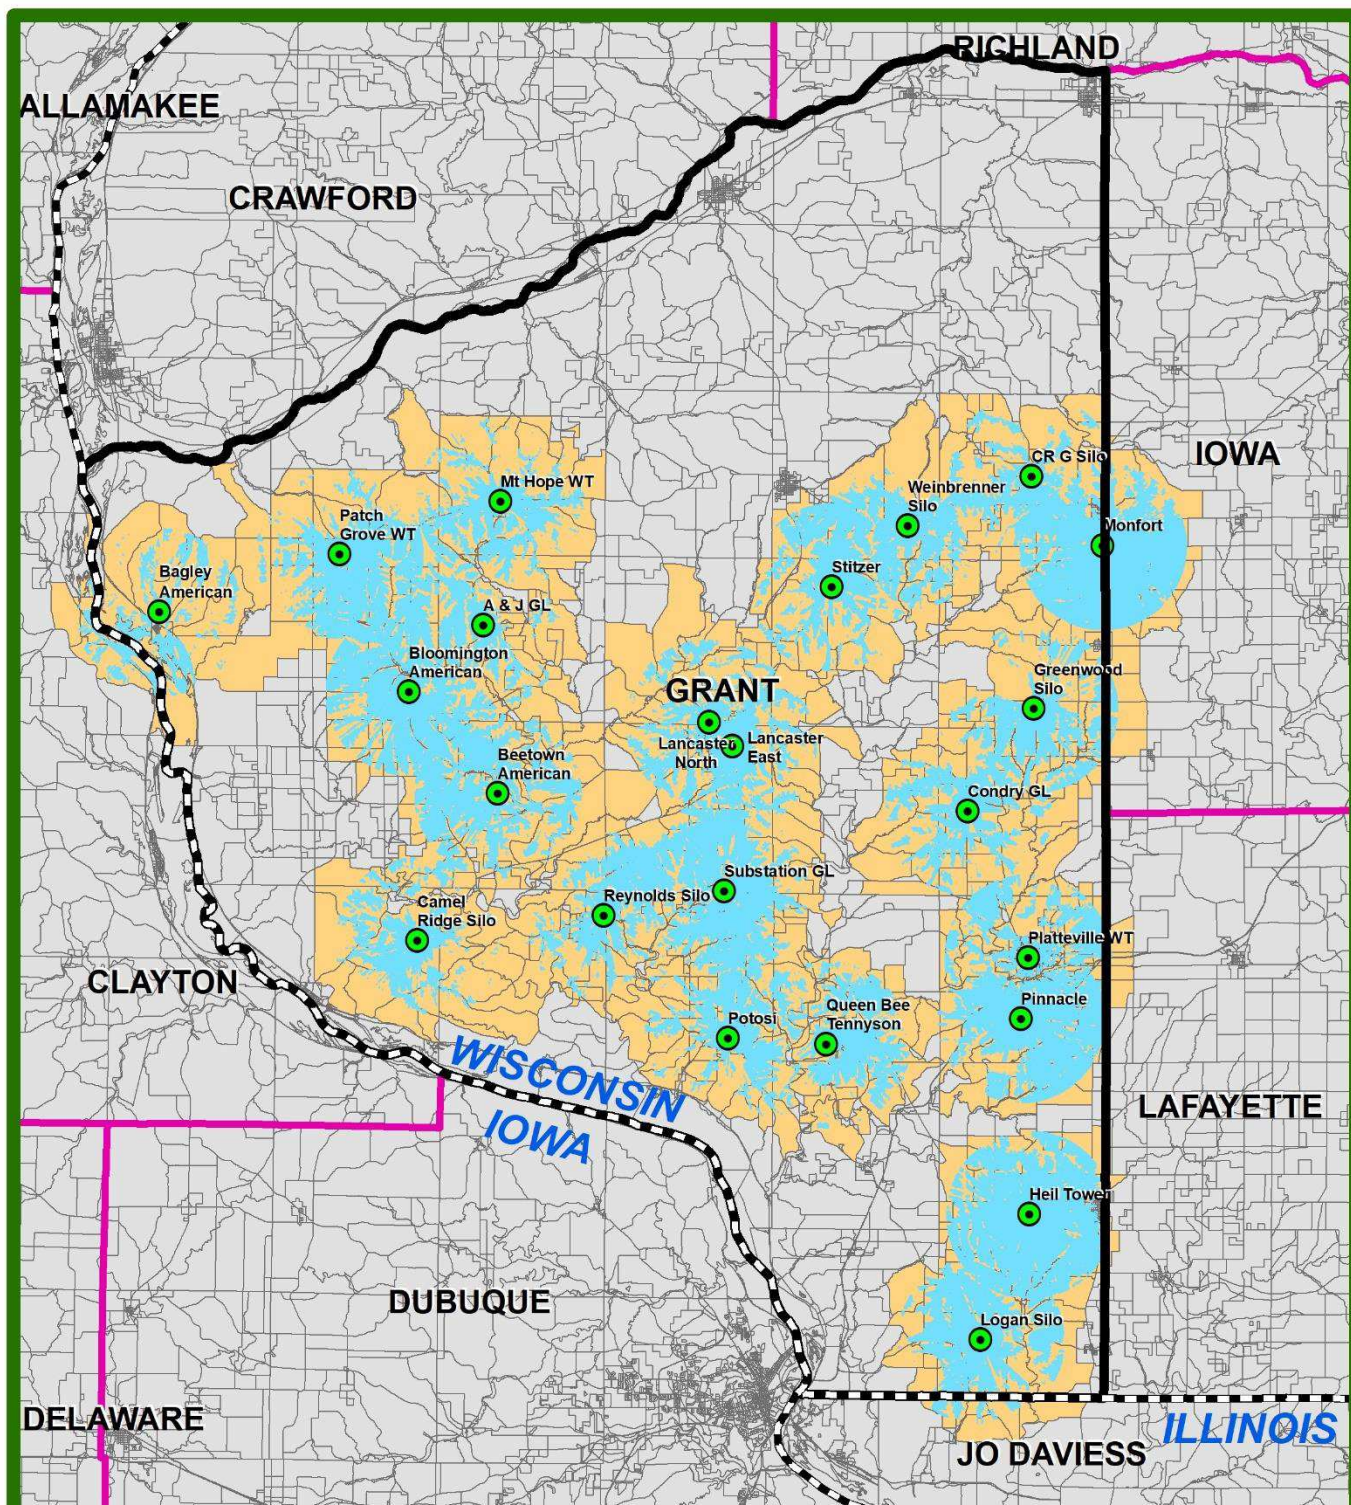 RICHLAND
ALLAMAKEE
CRAWFORD
IOWA
CR G Silo
Mt Hope WT
Weinbrenner
Silo
Patch
Grove WT
Monfort
Stitzer
Bagley
American
A & J GL
Bloomington
American
Greenwood
Silo
GRANT
Lancaster
North
Lancaster
East
Beetown
American
Condry GL
Substation GL
Reynolds Silo
Camel
Ridge Silo
Platteville WT
CLAYTON
Pinnacle
Queen Bee
Tennyson
Potosi
WISCONSIN
IOWA
LAFAYETTE
Heil Tower
DUBUQUE
Logan Silo
DELAWARE
ILLINOIS
JO DAVIESS